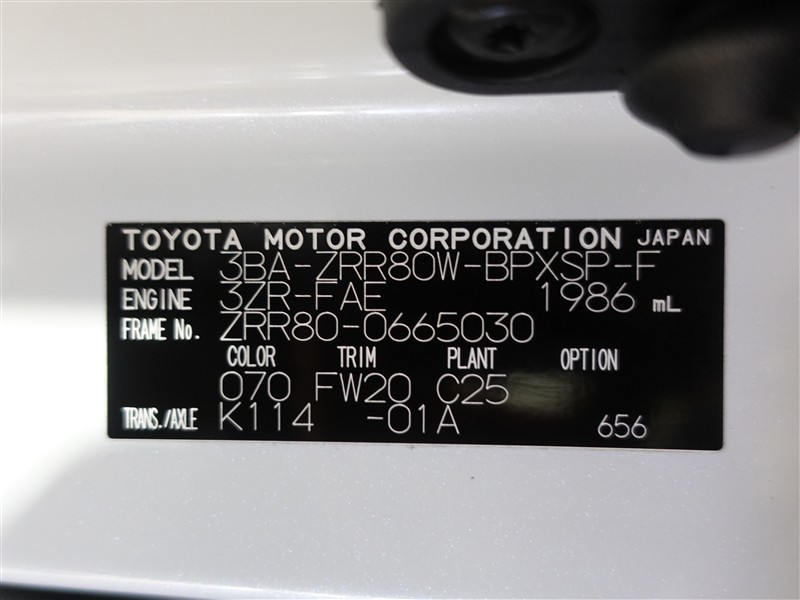 TOYOTA MOTOR CORPORATION JAPAN
MODEL 3BA-ZRR80W-BPXSP-F
ENGINE 3ZR-FAE 1986 mL
FRAME No. ZRR80-0665030
COLOR TRIM PLANT OPTION
070 FW20 C25
TRANS./AXLE K114 -01A 656